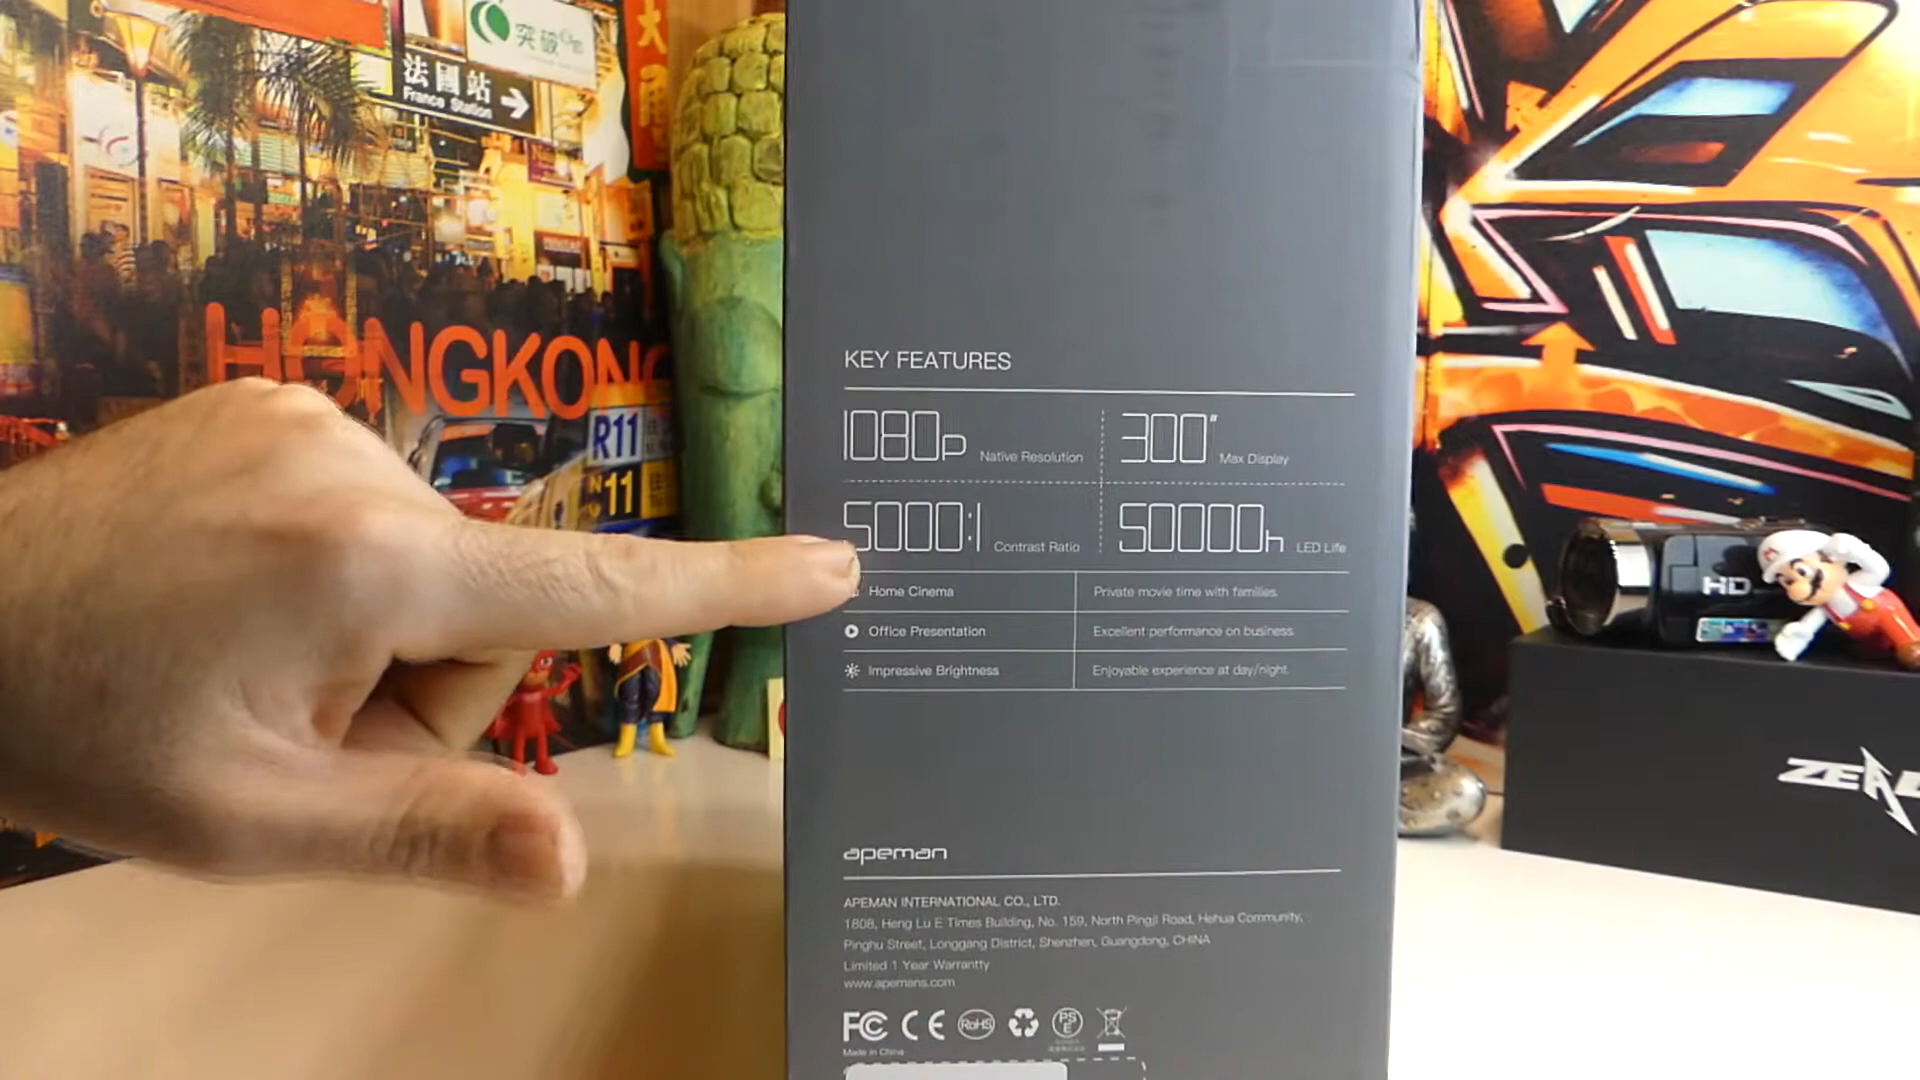 突破
法國站
France Station
HONGKONG
R11
11
KEY FEATURES
1080P Native Resolution
300" Max Display
5000:1 Contrast Ratio
50000h LED Life
Home Cinema
Private movie time with families.
Office Presentation
Excellent performance on business.
Impressive Brightness
Enjoyable experience at day/night.
apeman
APEMAN INTERNATIONAL CO., LTD.
1808, Heng Lu E Times Building, No. 159, North Pingji Road, Hehua Community,
Pinghu Street, Longgang District, Shenzhen, Guangdong, CHINA
Limited 1 Year Warrantty
www.apemans.com
FC CE RoHS PSE
Made in China
HD